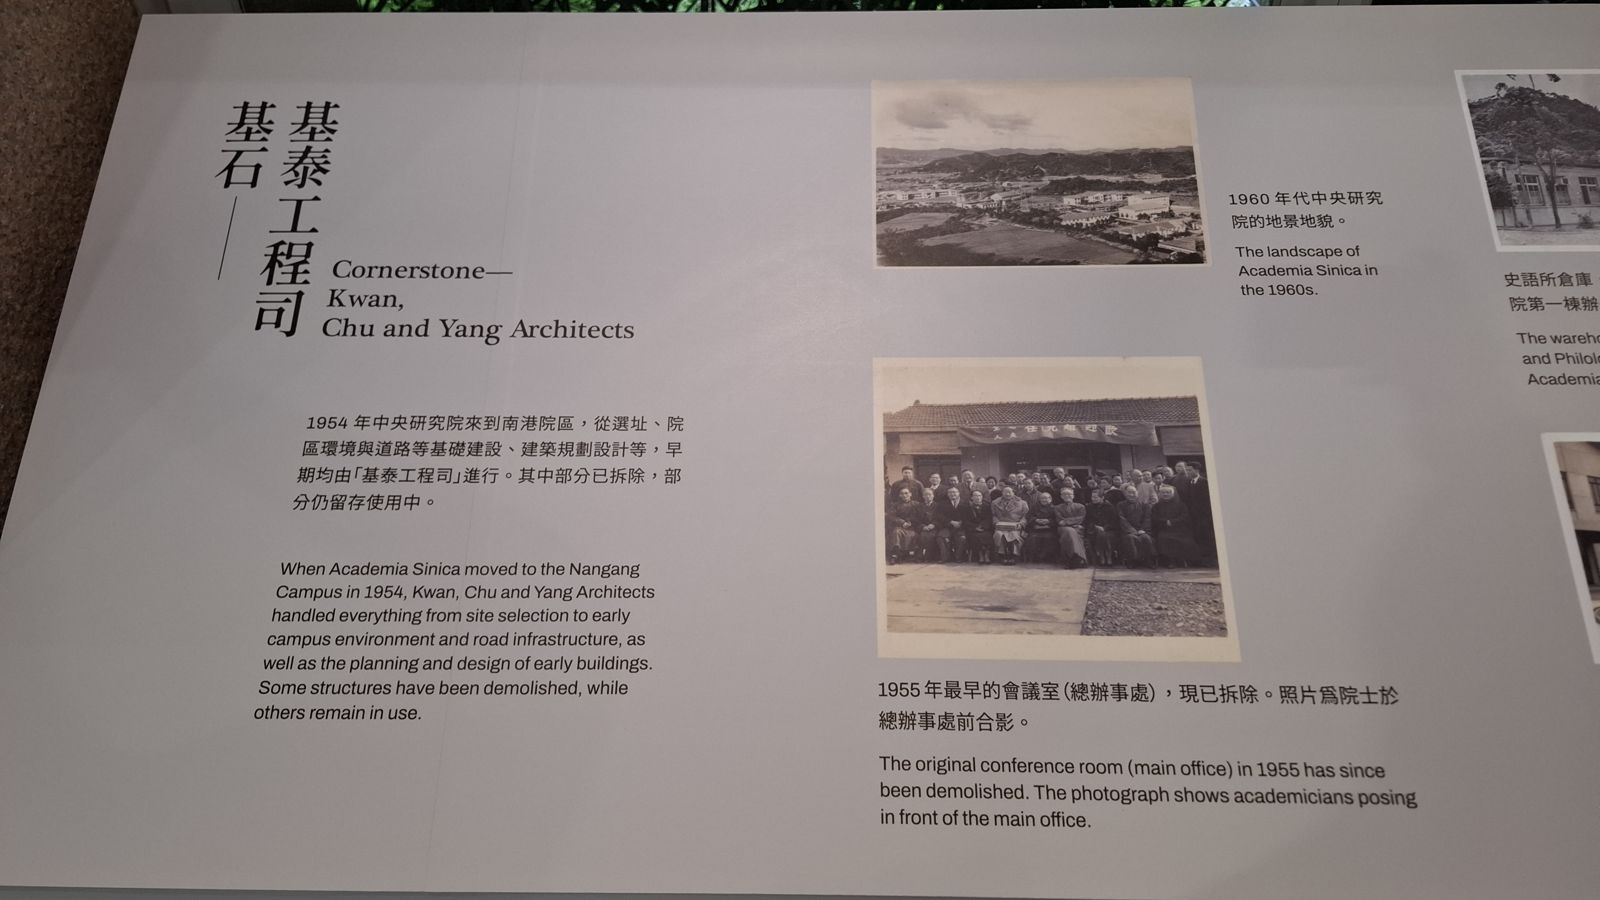 基石——
基泰工程司
Cornerstone—
Kwan,
Chu and Yang Architects
1954 年中央研究院來到南港院區，從選址、院
區環境與道路等基礎建設、建築規劃設計等，早
期均由「基泰工程司」進行。其中部分已拆除，部
分仍留存使用中。
When Academia Sinica moved to the Nangang
Campus in 1954, Kwan, Chu and Yang Architects
handled everything from site selection to early
campus environment and road infrastructure, as
well as the planning and design of early buildings.
Some structures have been demolished, while
others remain in use.
1960 年代中央研究
院的地景地貌。
The landscape of
Academia Sinica in
the 1960s.
1955 年最早的會議室（總辦事處），現已拆除。照片為院士於
總辦事處前合影。
The original conference room (main office) in 1955 has since
been demolished. The photograph shows academicians posing
in front of the main office.
史語所倉庫
院第一棟辦
The wareho
and Philol
Academia